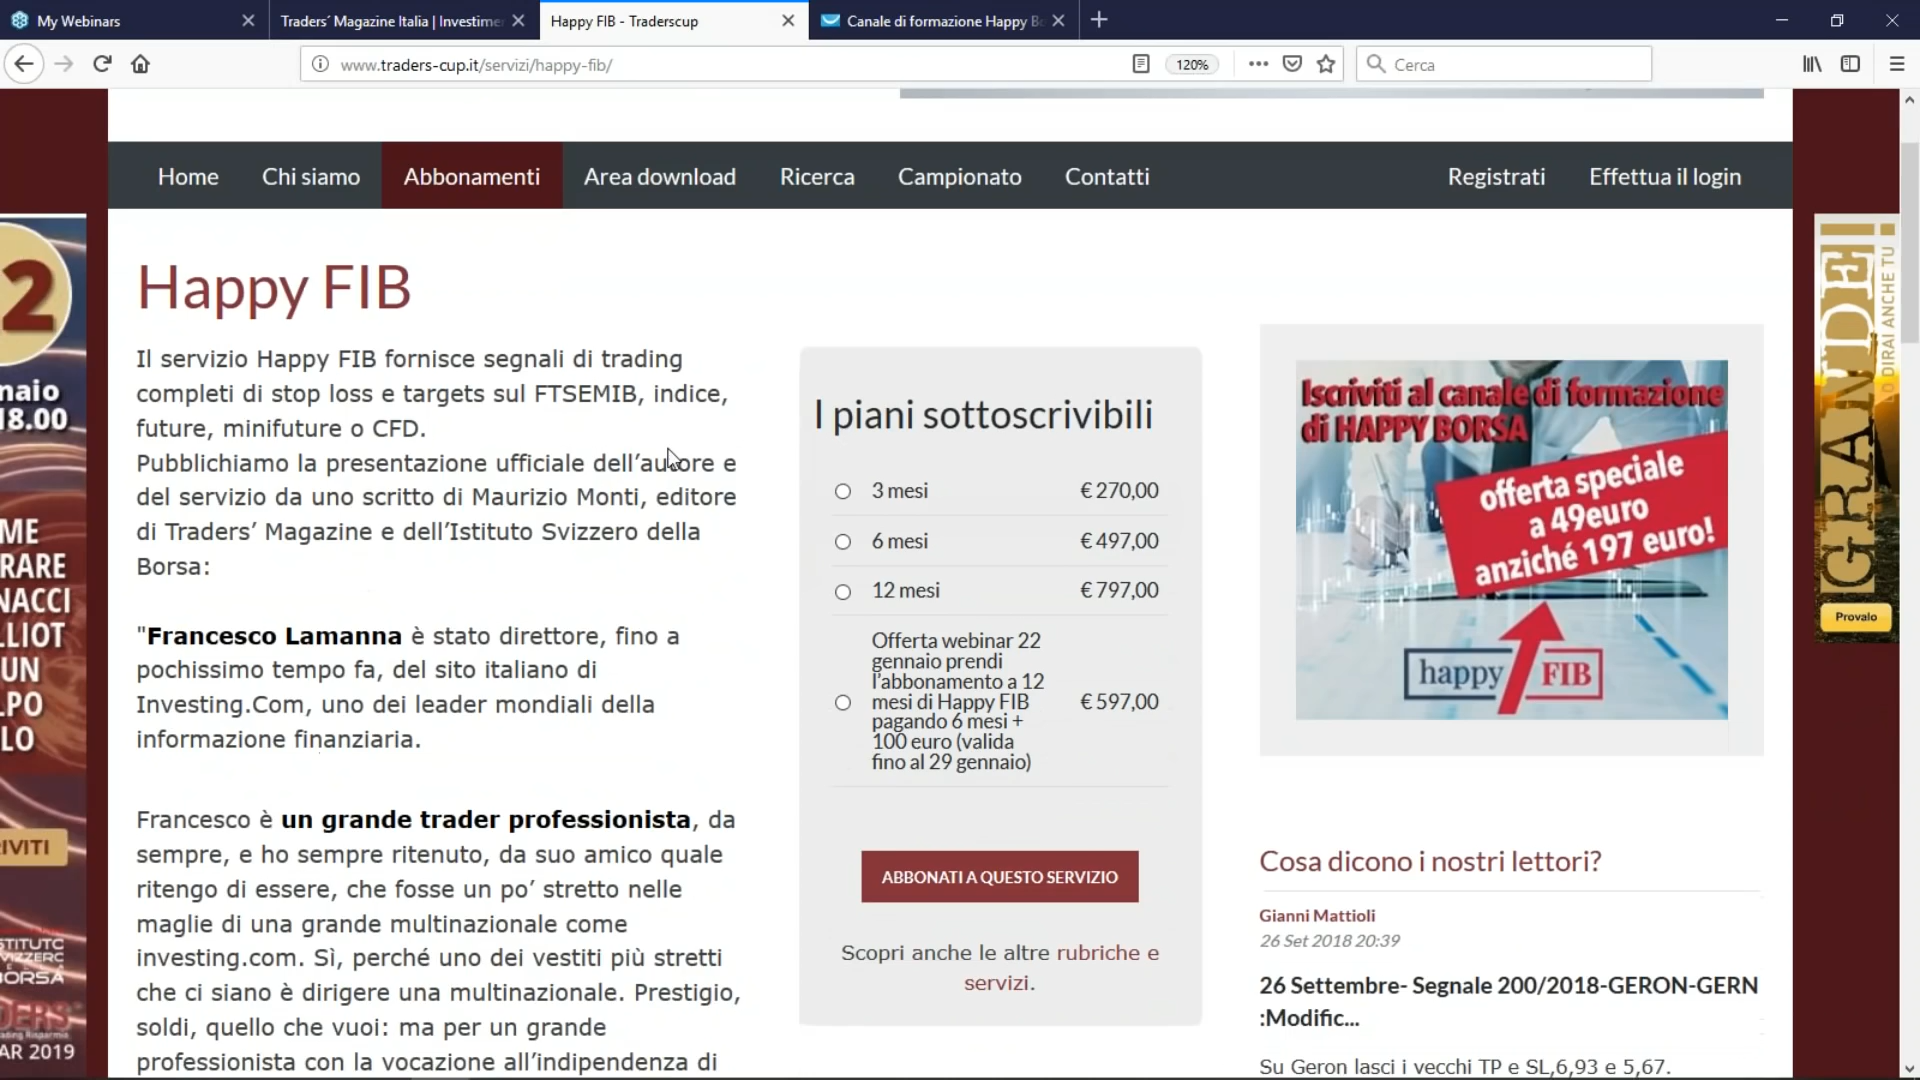 My Webinars
Traders´ Magazine Italia | Investime
Happy FIB - Traderscup
Canale di formazione Happy B
www.traders-cup.it/servizi/happy-fib/
120%
Cerca
Home
Chi siamo
Abbonamenti
Area download
Ricerca
Campionato
Contatti
Registrati
Effettua il login
Happy FIB
Il servizio Happy FIB fornisce segnali di trading
completi di stop loss e targets sul FTSEMIB, indice,
future, minifuture o CFD.
Pubblichiamo la presentazione ufficiale dell’autore e
del servizio da uno scritto di Maurizio Monti, editore
di Traders’ Magazine e dell’Istituto Svizzero della
Borsa:
"Francesco Lamanna è stato direttore, fino a
pochissimo tempo fa, del sito italiano di
Investing.Com, uno dei leader mondiali della
informazione finanziaria.
Francesco è un grande trader professionista, da
sempre, e ho sempre ritenuto, da suo amico quale
ritengo di essere, che fosse un po’ stretto nelle
maglie di una grande multinazionale come
investing.com. Sì, perché uno dei vestiti più stretti
che ci siano è dirigere una multinazionale. Prestigio,
soldi, quello che vuoi: ma per un grande
professionista con la vocazione all’indipendenza di
I piani sottoscrivibili
3 mesi € 270,00
6 mesi € 497,00
12 mesi € 797,00
Offerta webinar 22
gennaio prendi
l’abbonamento a 12
mesi di Happy FIB € 597,00
pagando 6 mesi +
100 euro (valida
fino al 29 gennaio)
ABBONATI A QUESTO SERVIZIO
Scopri anche le altre rubriche e
servizi.
Iscriviti al canale di formazione
di HAPPY BORSA
offerta speciale
a 49euro
anziché 197 euro!
happy FIB
Cosa dicono i nostri lettori?
Gianni Mattioli
26 Set 2018 20:39
26 Settembre- Segnale 200/2018-GERON-GERN
:Modific...
Su Geron lasci i vecchi TP e SL,6,93 e 5,67.
2
naio
18.00
ME
RARE
NACCI
LLIOT
UN
LPO
LO
RIVITI
STITUTO
VIZZERO
BORSA
DERS
AR 2019
GRANDE!
O DIRAI ANCHE TU
Provalo